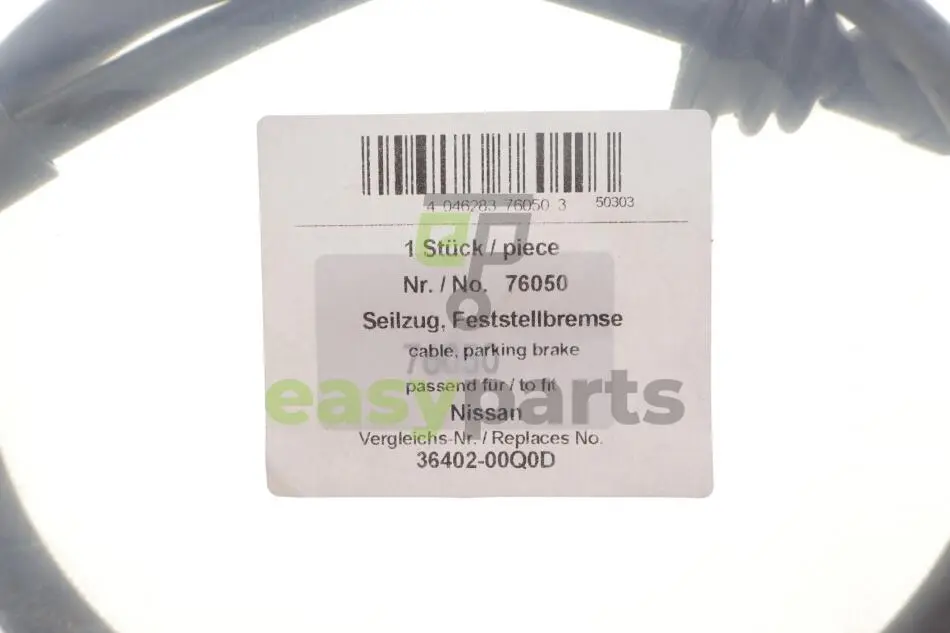 4 046283 76050 3 50303
1 Stück / piece
Nr. / No. 76050
Seilzug, Feststellbremse
cable, parking brake
76050
passend für / to fit
easyparts
Nissan
Vergleichs-Nr. / Replaces No.
36402-00Q0D